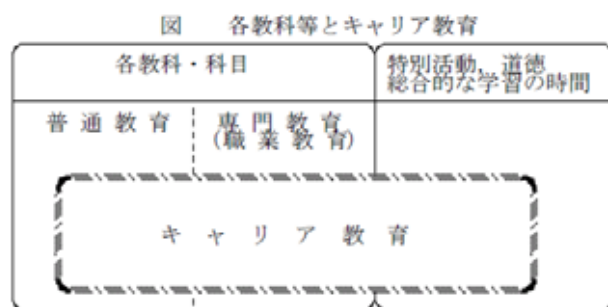 図　各教科等とキャリア教育
各教科・科目
特別活動，道徳
総合的な学習の時間
普通教育
専門教育
(職業教育)
キャリア教育